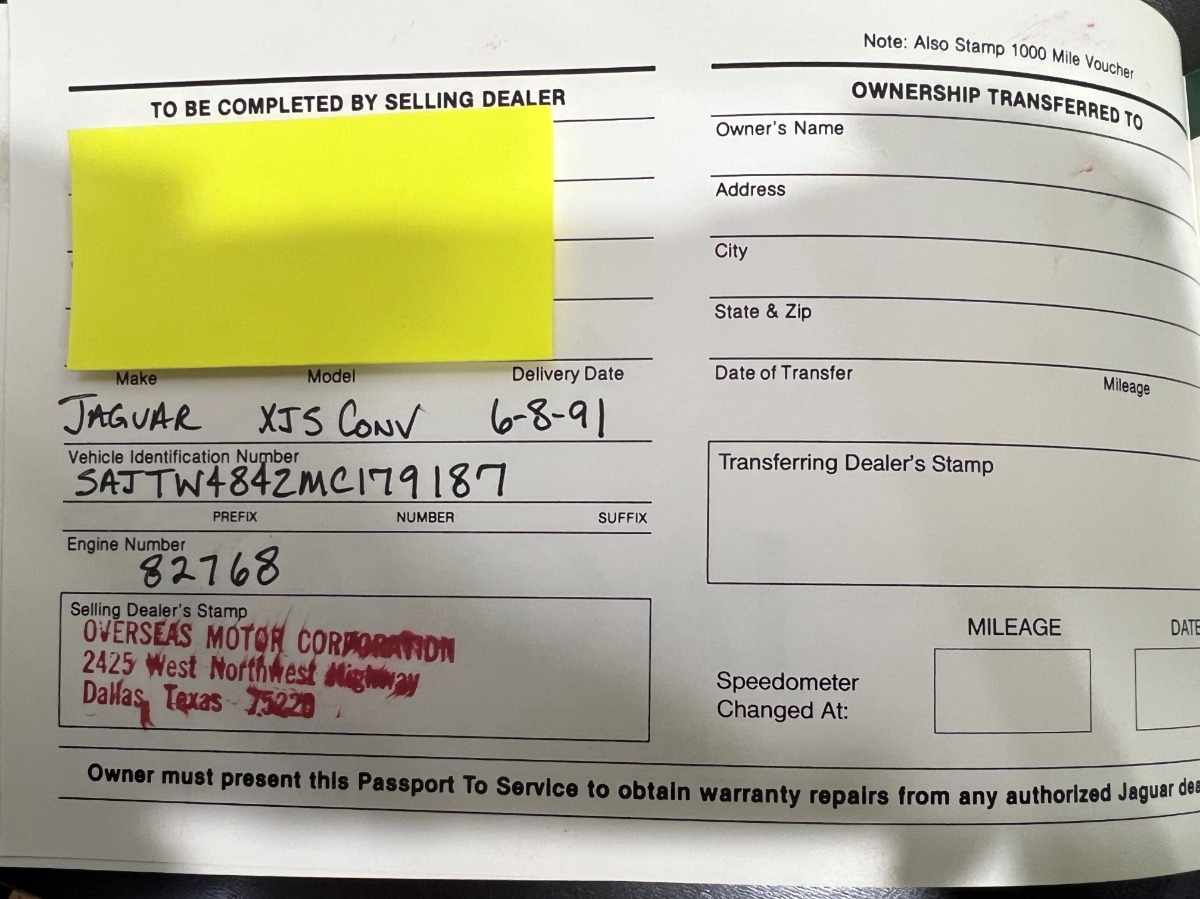 Note: Also Stamp 1000 Mile Voucher
TO BE COMPLETED BY SELLING DEALER
Make Model Delivery Date
JAGUAR XJS CONV 6-8-91
Vehicle Identification Number
SAJTW4842MC179187
PREFIX NUMBER SUFFIX
Engine Number
82768
Selling Dealer's Stamp
OVERSEAS MOTOR CORPORATION
2425 West Northwest Highway
Dallas, Texas 75220
OWNERSHIP TRANSFERRED TO
Owner's Name
Address
City
State & Zip
Date of Transfer Mileage
Transferring Dealer's Stamp
MILEAGE DATE
Speedometer
Changed At:
Owner must present this Passport To Service to obtain warranty repairs from any authorized Jaguar dea